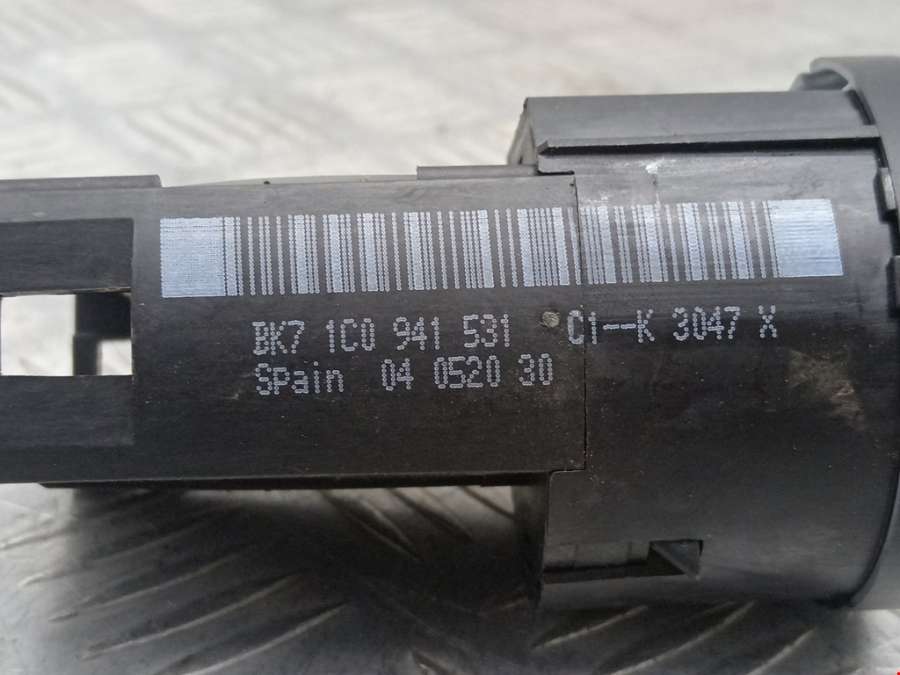 BK7 1C0 941 531 C1--K 3047 X
Spain 04 0520 30